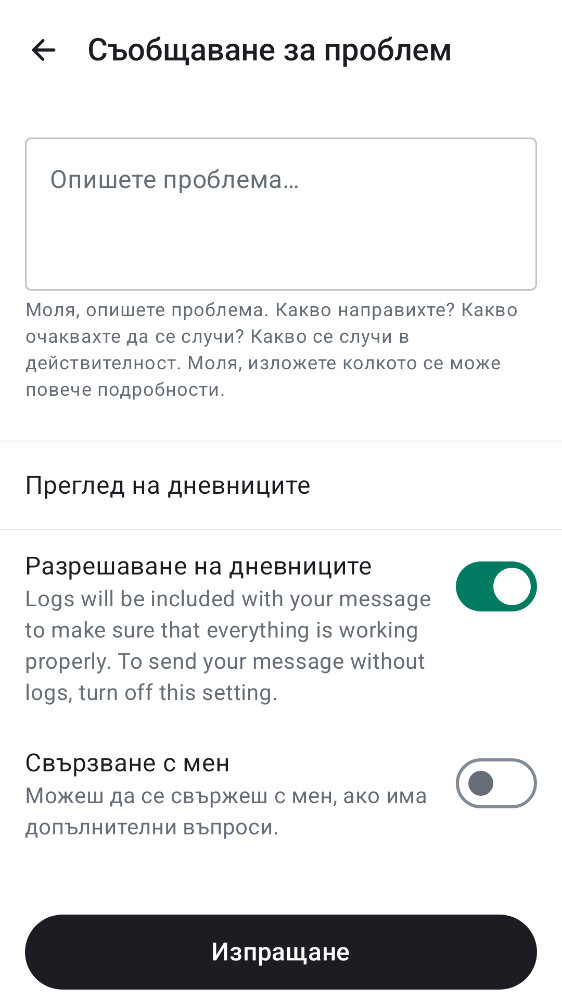 Съобщаване за проблем
Опишете проблема…
Моля, опишете проблема. Какво направихте? Какво
очаквахте да се случи? Какво се случи в
действителност. Моля, изложете колкото се може
повече подробности.
Преглед на дневниците
Разрешаване на дневниците
Logs will be included with your message
to make sure that everything is working
properly. To send your message without
logs, turn off this setting.
Свързване с мен
Можеш да се свържеш с мен, ако има
допълнителни въпроси.
Изпращане